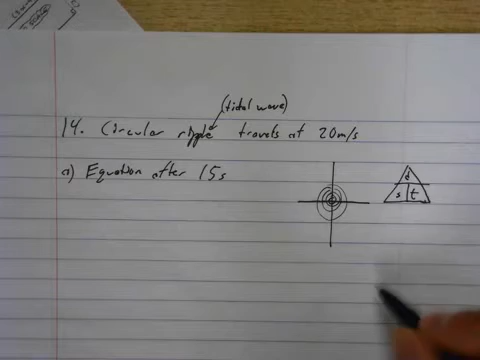 (tidal wave)
14. Circular ripple travels at 20m/s
a) Equation after 15s
d
s t